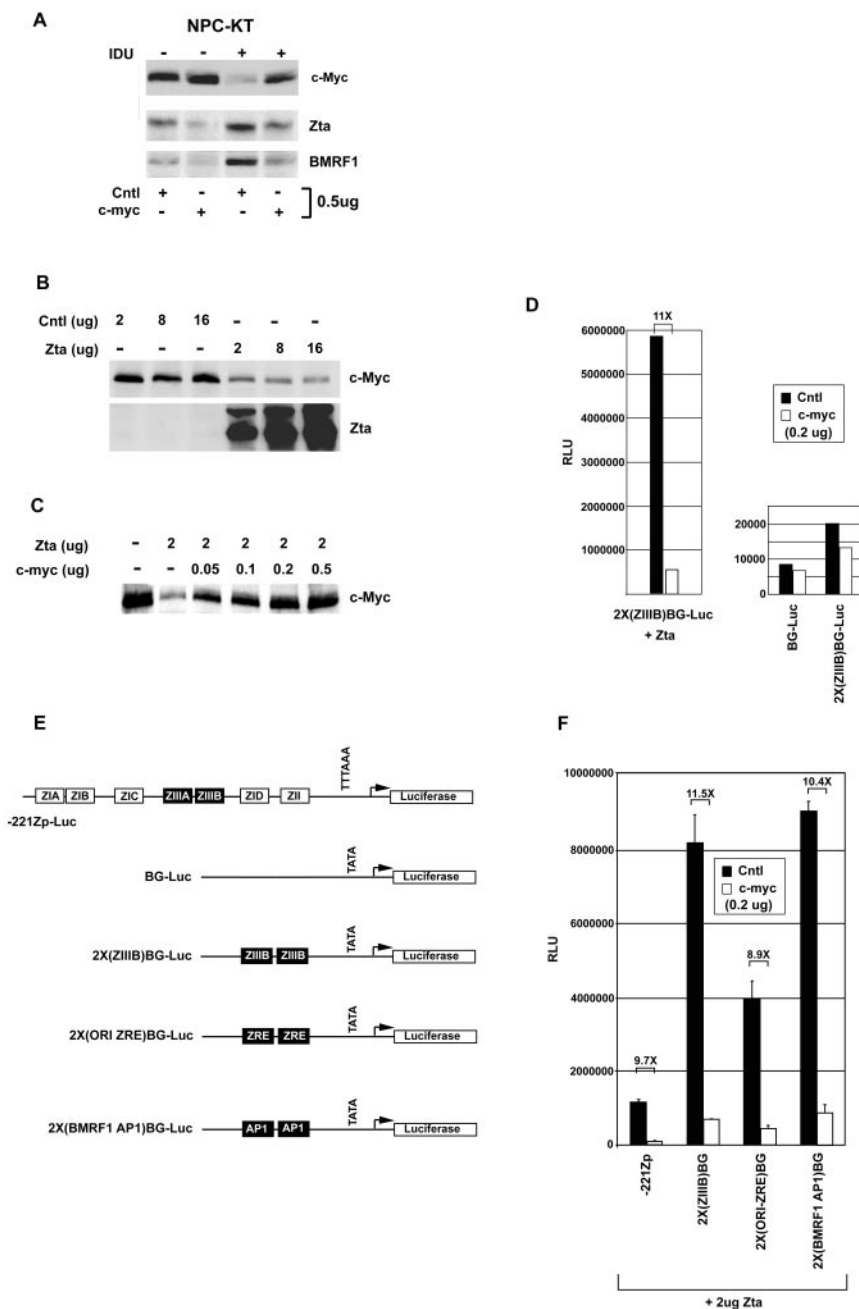 A
NPC-KT
IDU - - + +
c-Myc
Zta
BMRF1
Cntl + - + -
c-myc - + - +
0.5ug
B
Cntl (ug) 2 8 16 - - -
Zta (ug) - - - 2 8 16
c-Myc
Zta
C
Zta (ug) - 2 2 2 2 2
c-myc (ug) - - 0.05 0.1 0.2 0.5
c-Myc
D
11X
6000000
5000000
4000000
3000000
2000000
1000000
RLU
2X(ZIIIB)BG-Luc
+ Zta
Cntl
c-myc
(0.2 ug)
20000
10000
0
BG-Luc
2X(ZIIIB)BG-Luc
E
TTTAAA
ZIA ZIB ZIC ZIIIA ZIIIB ZID ZII Luciferase
-221Zp-Luc
TATA
BG-Luc Luciferase
TATA
2X(ZIIIB)BG-Luc ZIIIB ZIIIB Luciferase
TATA
2X(ORI ZRE)BG-Luc ZRE ZRE Luciferase
TATA
2X(BMRF1 AP1)BG-Luc AP1 AP1 Luciferase
F
10000000
8000000
6000000
4000000
2000000
0
RLU
9.7X
11.5X
8.9X
10.4X
Cntl
c-myc
(0.2 ug)
-221Zp
2X(ZIIIB)BG
2X(ORI-ZRE)BG
2X(BMRF1 AP1)BG
+ 2ug Zta